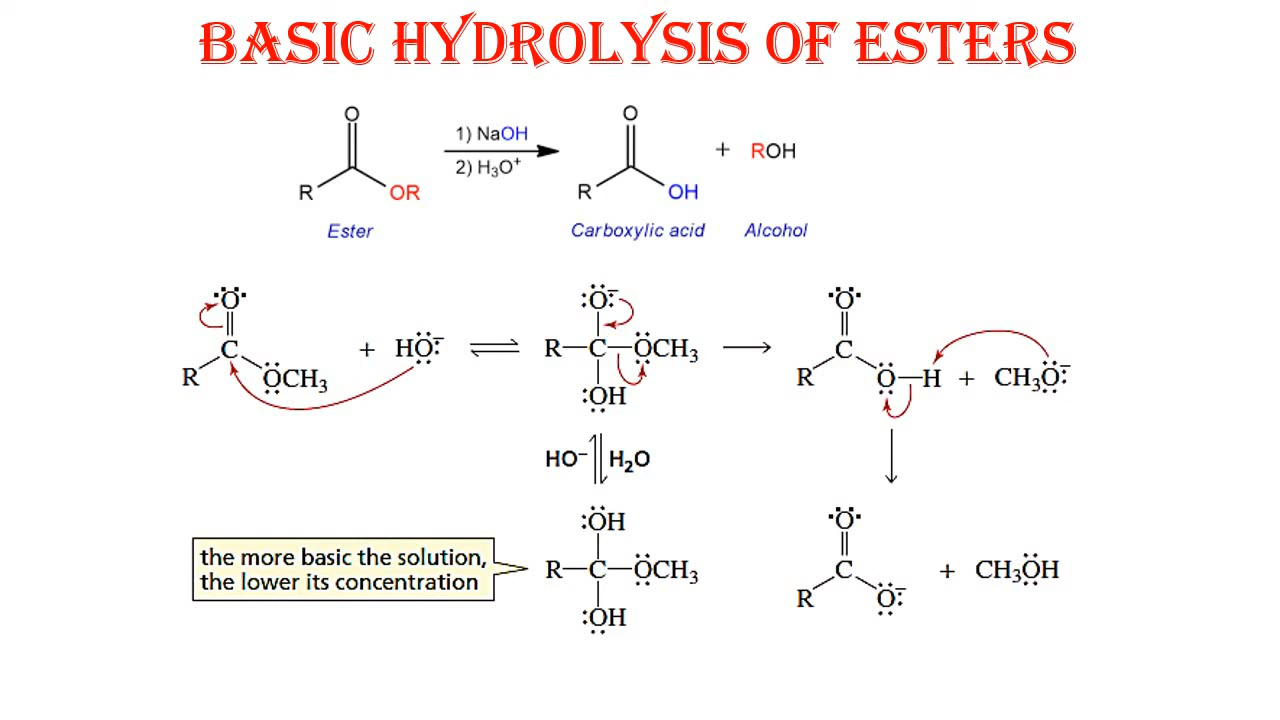 BASIC HYDROLYSIS OF ESTERS
O
R
OR
Ester
1) NaOH
2) H₃O⁺
O
R
OH
Carboxylic acid
+ ROH
Alcohol
:O:
C
R
:OCH₃
+ HO:⁻
:O:⁻
R—C—OCH₃
:OH
:O:
C
R
O—H + CH₃O:⁻
HO⁻ H₂O
the more basic the solution,
the lower its concentration
:OH
R—C—OCH₃
:OH
:O:
C
R
O:⁻
+ CH₃OH